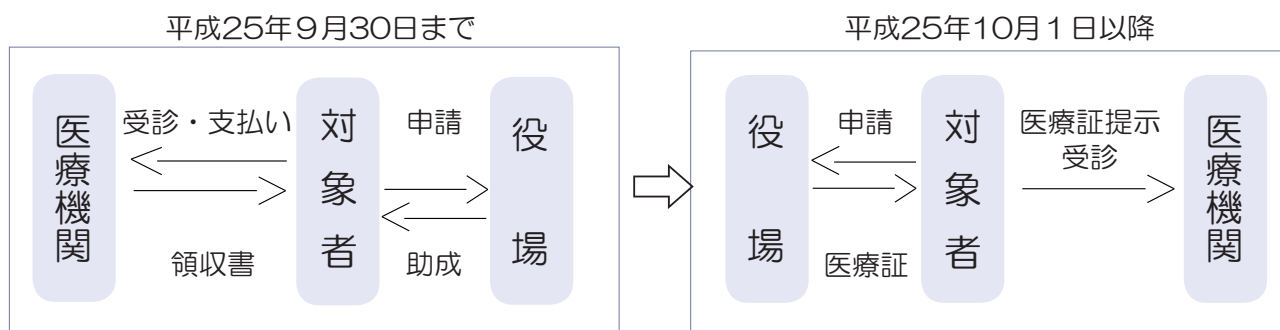 平成25年９月30日まで
医療機関
受診・支払い
領収書
対象者
申請
助成
役場
平成25年10月１日以降
役場
申請
医療証
対象者
医療証提示
受診
医療機関